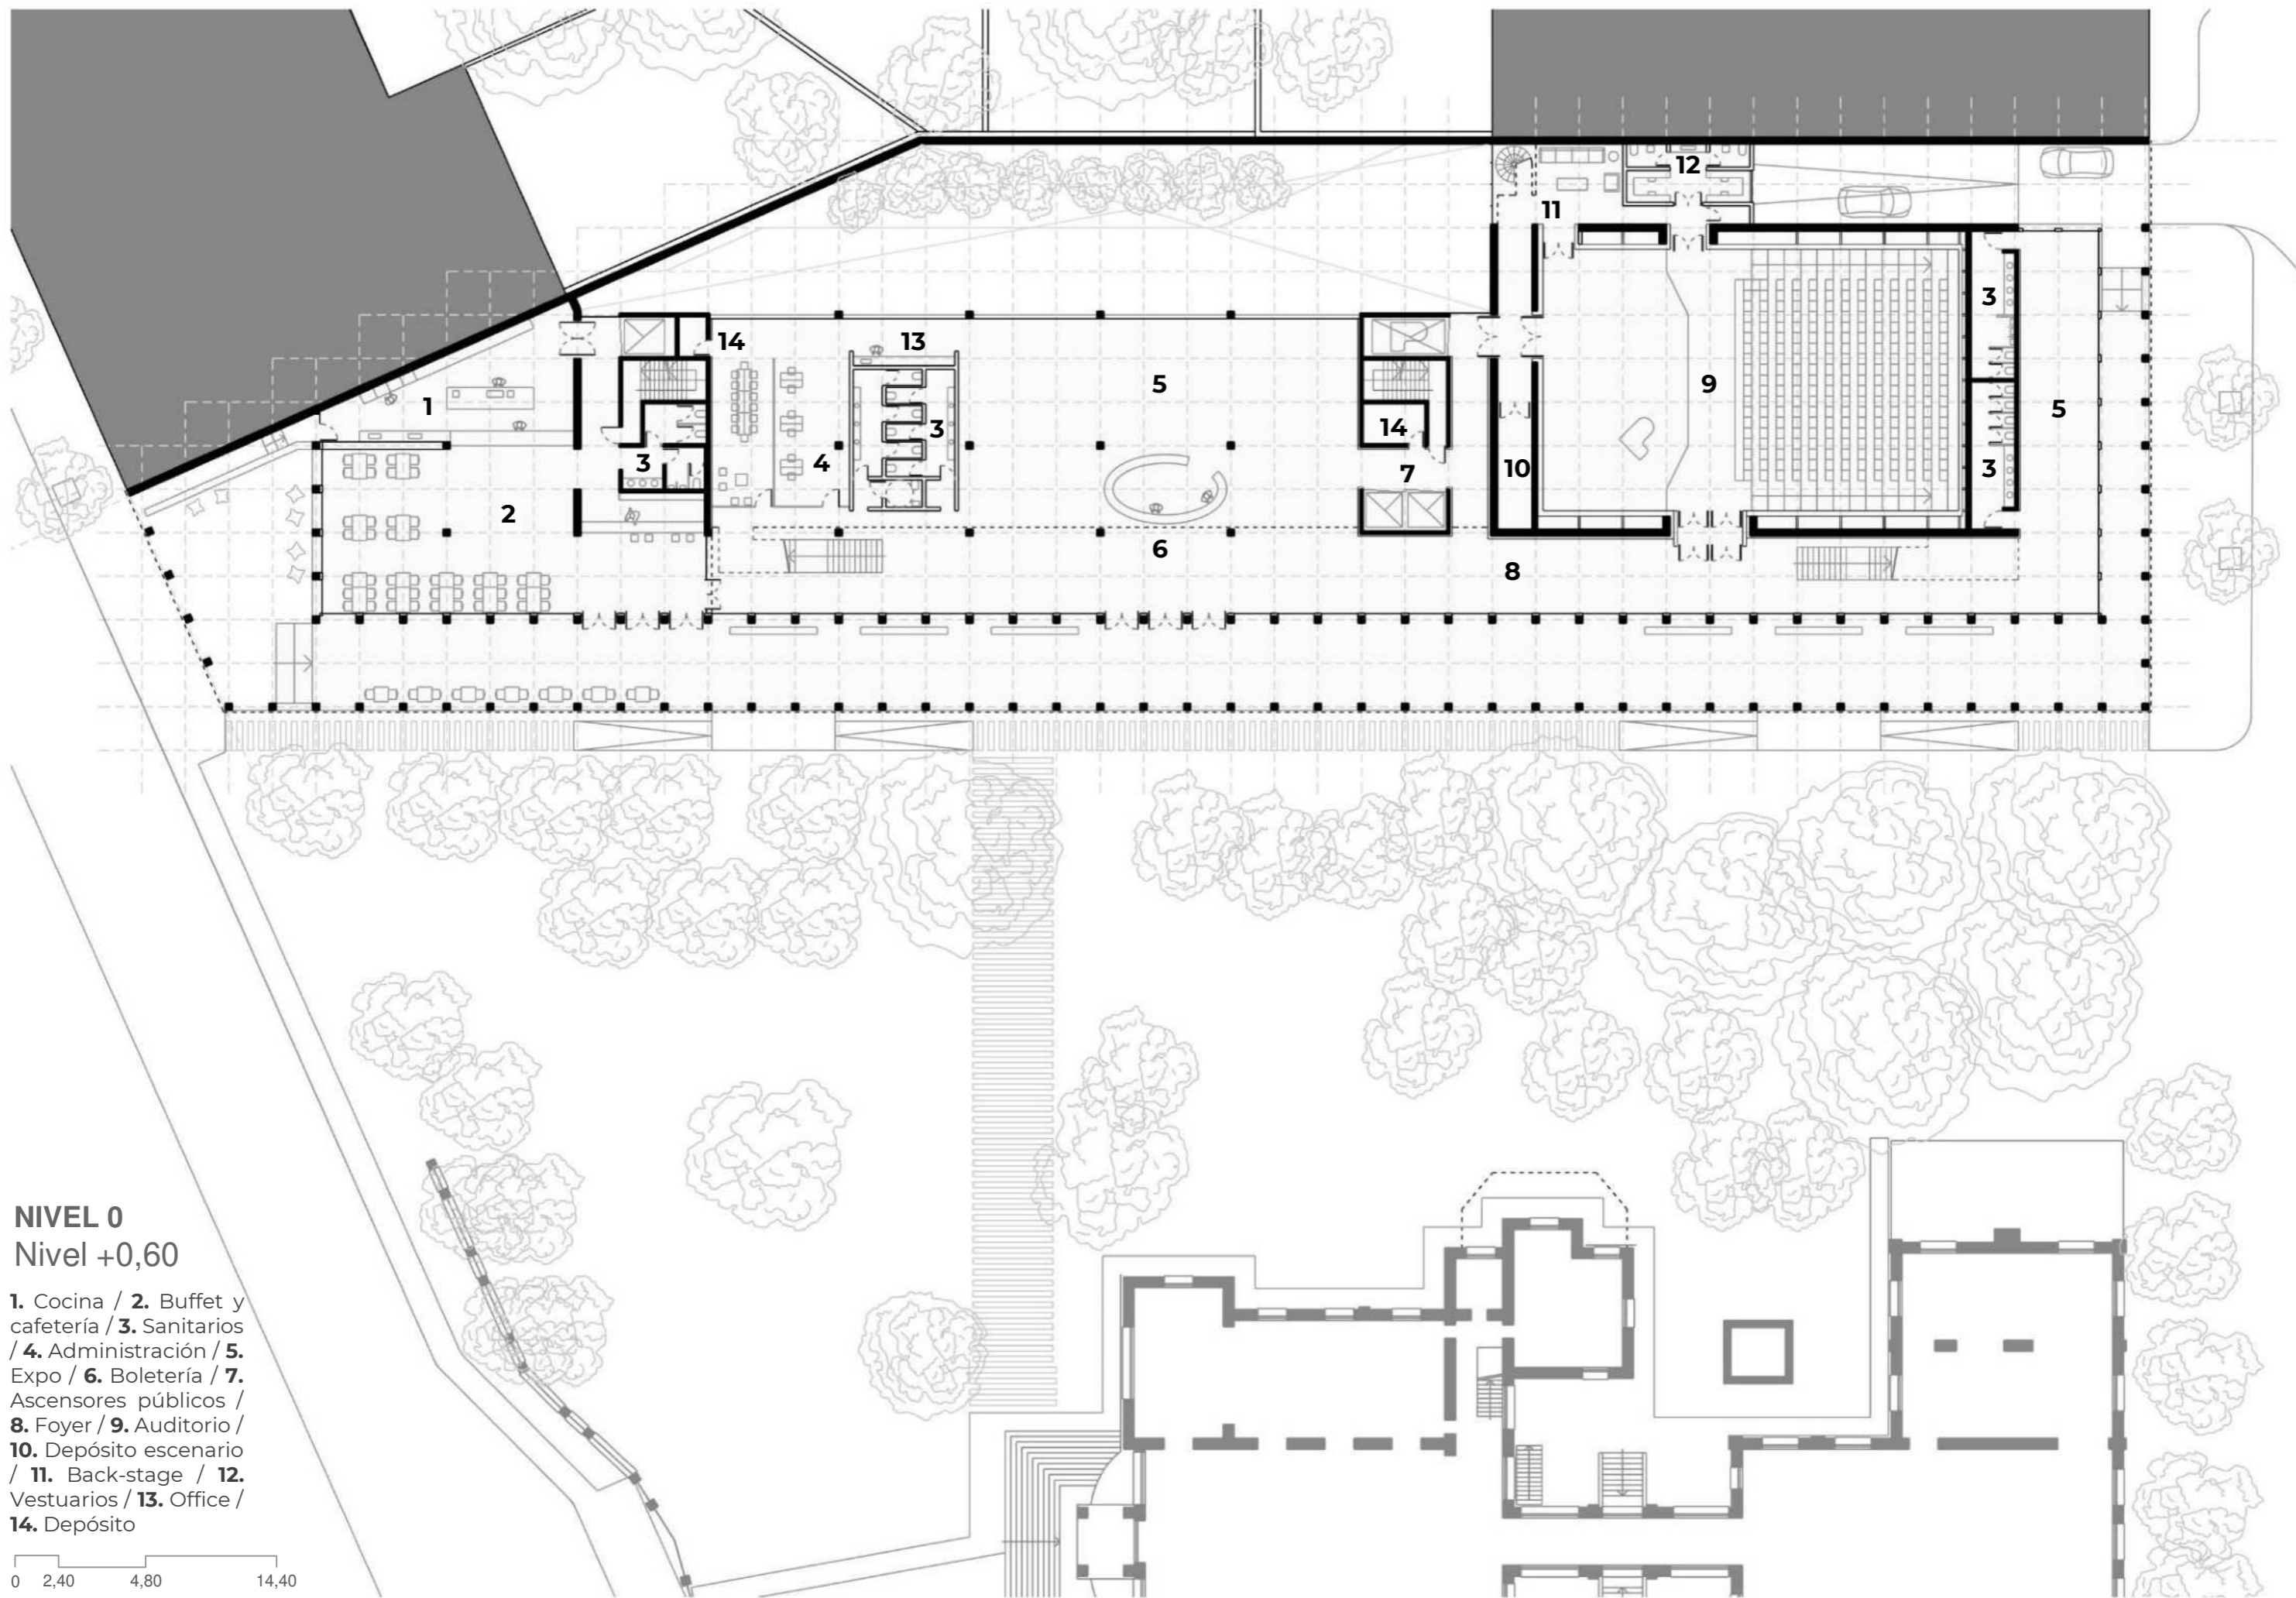 12
11
3
14
13
5
9
5
1
14
3
4
3
7
10
3
2
6
8
NIVEL 0
Nivel +0,60
1. Cocina / 2. Buffet y
cafetería / 3. Sanitarios
/ 4. Administración / 5.
Expo / 6. Boletería / 7.
Ascensores públicos /
8. Foyer / 9. Auditorio /
10. Depósito escenario
/ 11. Back-stage / 12.
Vestuarios / 13. Office /
14. Depósito
0 2,40 4,80 14,40